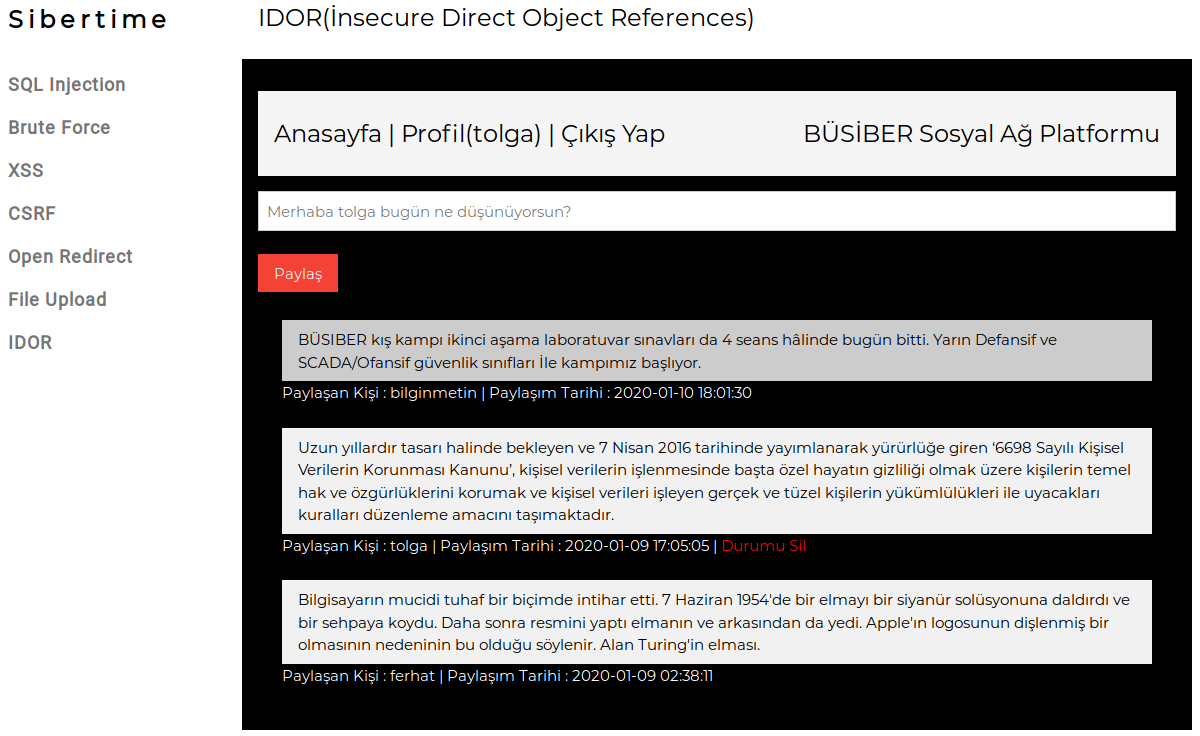 Sibertime
IDOR(İnsecure Direct Object References)
SQL Injection
Brute Force
XSS
CSRF
Open Redirect
File Upload
IDOR
Anasayfa | Profil(tolga) | Çıkış Yap
BÜSİBER Sosyal Ağ Platformu
Merhaba tolga bugün ne düşünüyorsun?
Paylaş
BÜSIBER kış kampı ikinci aşama laboratuvar sınavları da 4 seans hâlinde bugün bitti. Yarın Defansif ve
SCADA/Ofansif güvenlik sınıfları İle kampımız başlıyor.
Paylaşan Kişi : bilginmetin | Paylaşım Tarihi : 2020-01-10 18:01:30
Uzun yıllardır tasarı halinde bekleyen ve 7 Nisan 2016 tarihinde yayımlanarak yürürlüğe giren ‘6698 Sayılı Kişisel
Verilerin Korunması Kanunu’, kişisel verilerin işlenmesinde başta özel hayatın gizliliği olmak üzere kişilerin temel
hak ve özgürlüklerini korumak ve kişisel verileri işleyen gerçek ve tüzel kişilerin yükümlülükleri ile uyacakları
kuralları düzenleme amacını taşımaktadır.
Paylaşan Kişi : tolga | Paylaşım Tarihi : 2020-01-09 17:05:05 | Durumu Sil
Bilgisayarın mucidi tuhaf bir biçimde intihar etti. 7 Haziran 1954'de bir elmayı bir siyanür solüsyonuna daldırdı ve
bir sehpaya koydu. Daha sonra resmini yaptı elmanın ve arkasından da yedi. Apple'ın logosunun dişlenmiş bir
olmasının nedeninin bu olduğu söylenir. Alan Turing'in elması.
Paylaşan Kişi : ferhat | Paylaşım Tarihi : 2020-01-09 02:38:11